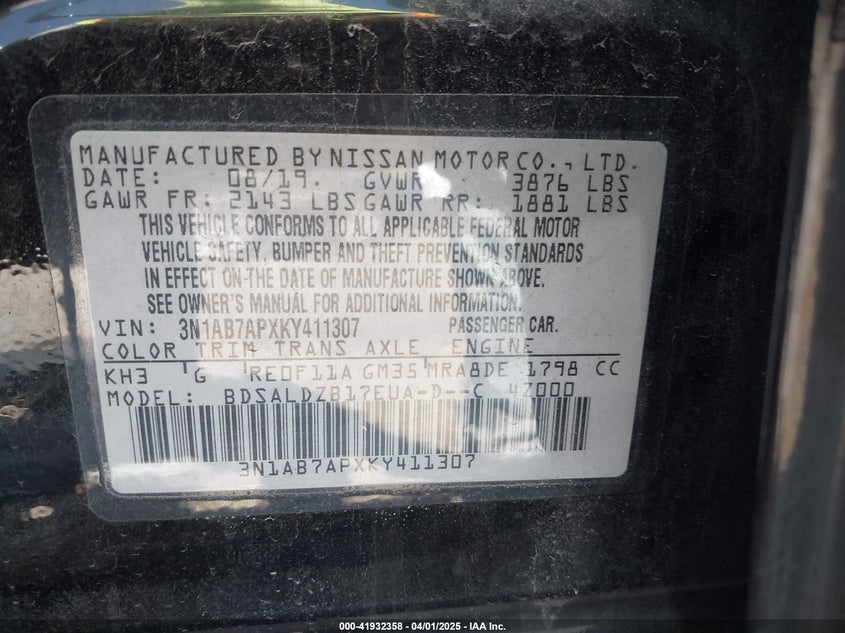 MANUFACTURED BY NISSAN MOTOR CO., LTD.
DATE: 08/19. GVWR 3876 LBS
GAWR FR: 2143 LBS GAWR RR: 1881 LBS
THIS VEHICLE CONFORMS TO ALL APPLICABLE FEDERAL MOTOR
VEHICLE SAFETY, BUMPER AND THEFT PREVENTION STANDARDS
IN EFFECT ON THE DATE OF MANUFACTURE SHOWN ABOVE.
SEE OWNER'S MANUAL FOR ADDITIONAL INFORMATION.
VIN: 3N1AB7APXKY411307 PASSENGER CAR.
COLOR TRIM TRANS AXLE ENGINE
KH3 G RE0F11A GM35 MRA8DE 1798 CC
MODEL: BDSALDZB17EUA-D--C 4Z000
3N1AB7APXKY411307
000-41932358 - 04/01/2025 - IAA Inc.